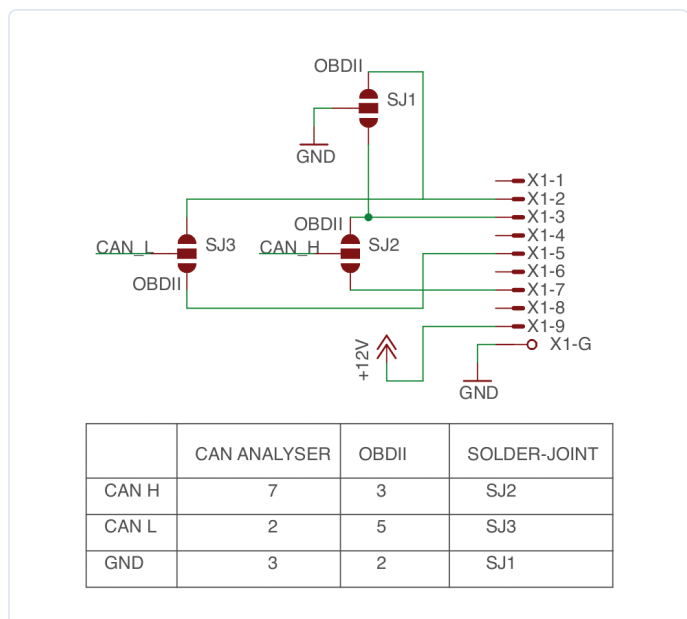 OBDII
SJ1
GND
X1-1
X1-2
X1-3
OBDII
X1-4
CAN_L
SJ3
CAN_H
SJ2
X1-5
OBDII
X1-6
X1-7
X1-8
X1-9
+12V
X1-G
GND
CAN ANALYSER OBDII SOLDER-JOINT
CAN H 7 3 SJ2
CAN L 2 5 SJ3
GND 3 2 SJ1